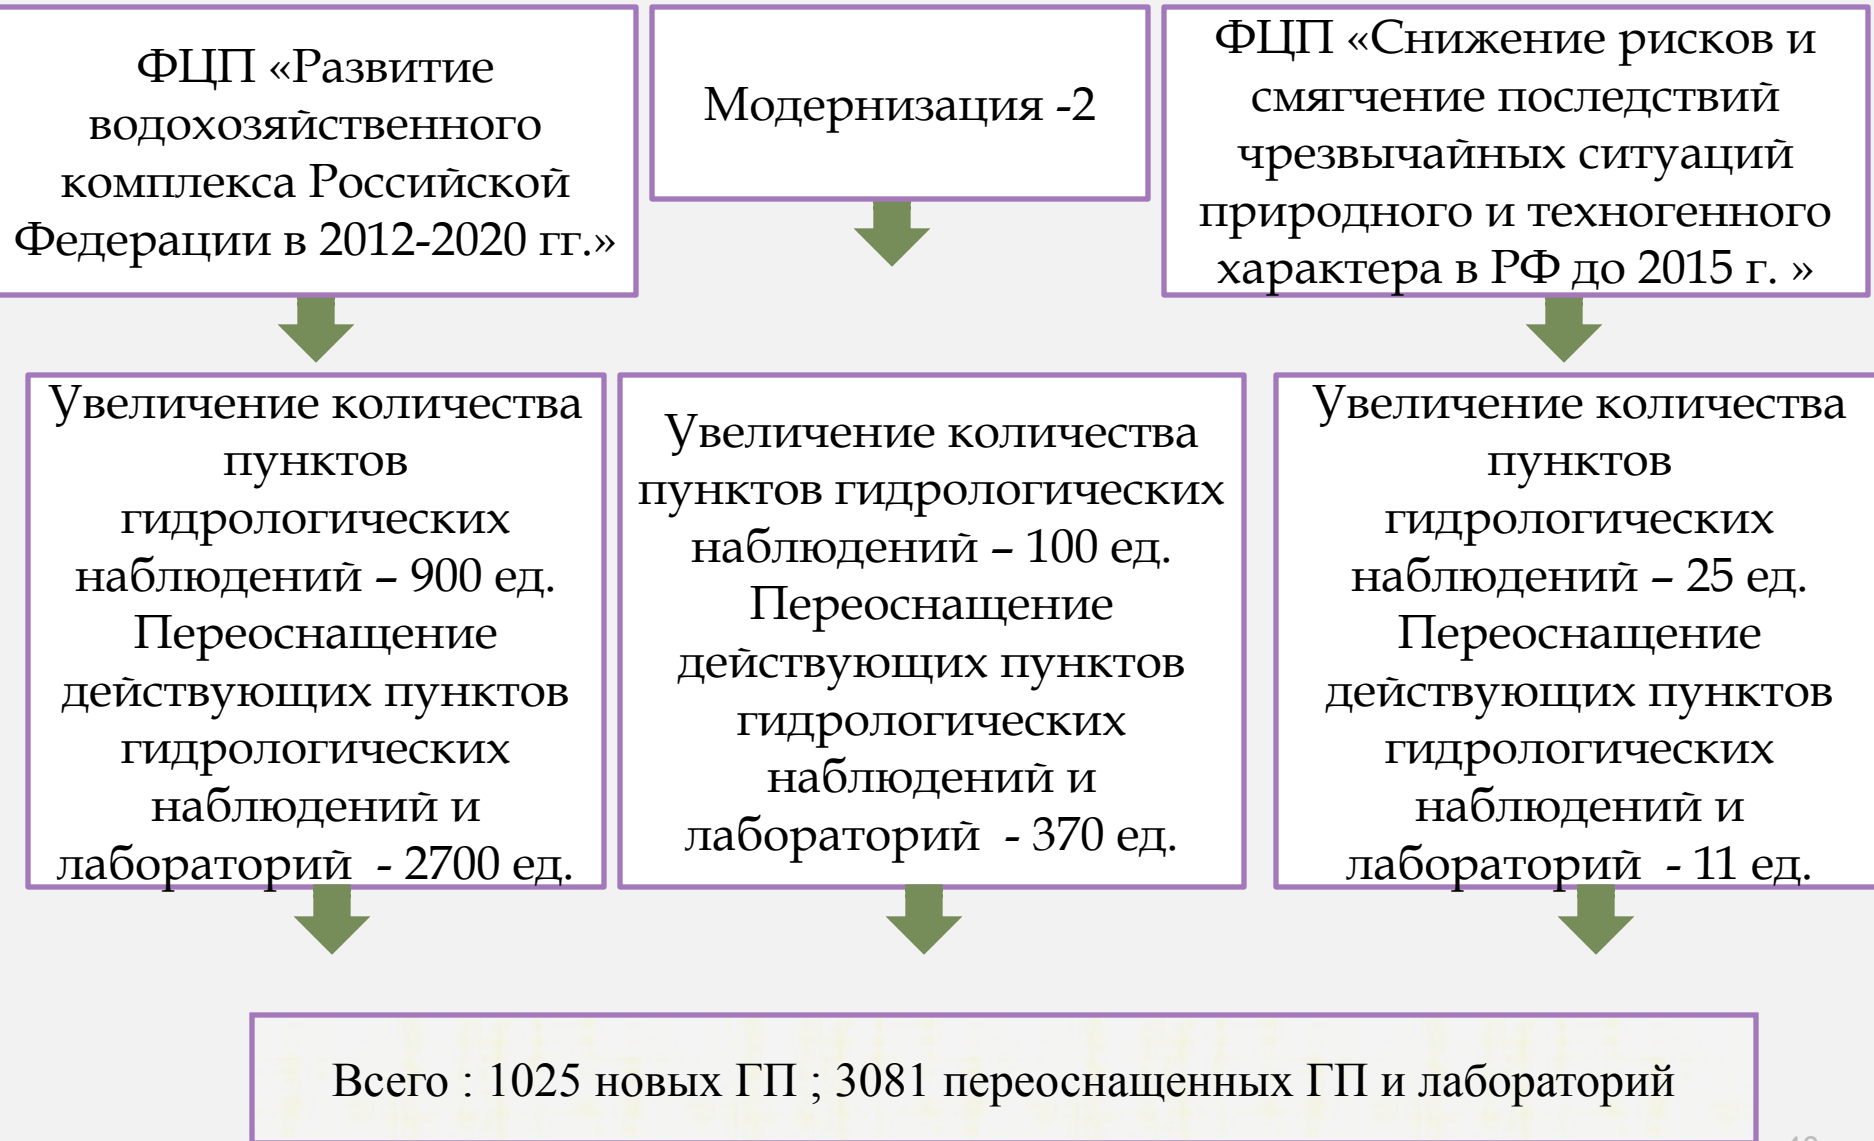 ФЦП «Развитие
водохозяйственного
комплекса Российской
Федерации в 2012-2020 гг.»
Модернизация -2
ФЦП «Снижение рисков и
смягчение последствий
чрезвычайных ситуаций
природного и техногенного
характера в РФ до 2015 г. »
Увеличение количества
пунктов
гидрологических
наблюдений – 900 ед.
Переоснащение
действующих пунктов
гидрологических
наблюдений и
лабораторий - 2700 ед.
Увеличение количества
пунктов гидрологических
наблюдений – 100 ед.
Переоснащение
действующих пунктов
гидрологических
наблюдений и
лабораторий - 370 ед.
Увеличение количества
пунктов
гидрологических
наблюдений – 25 ед.
Переоснащение
действующих пунктов
гидрологических
наблюдений и
лабораторий - 11 ед.
Всего : 1025 новых ГП ; 3081 переоснащенных ГП и лабораторий